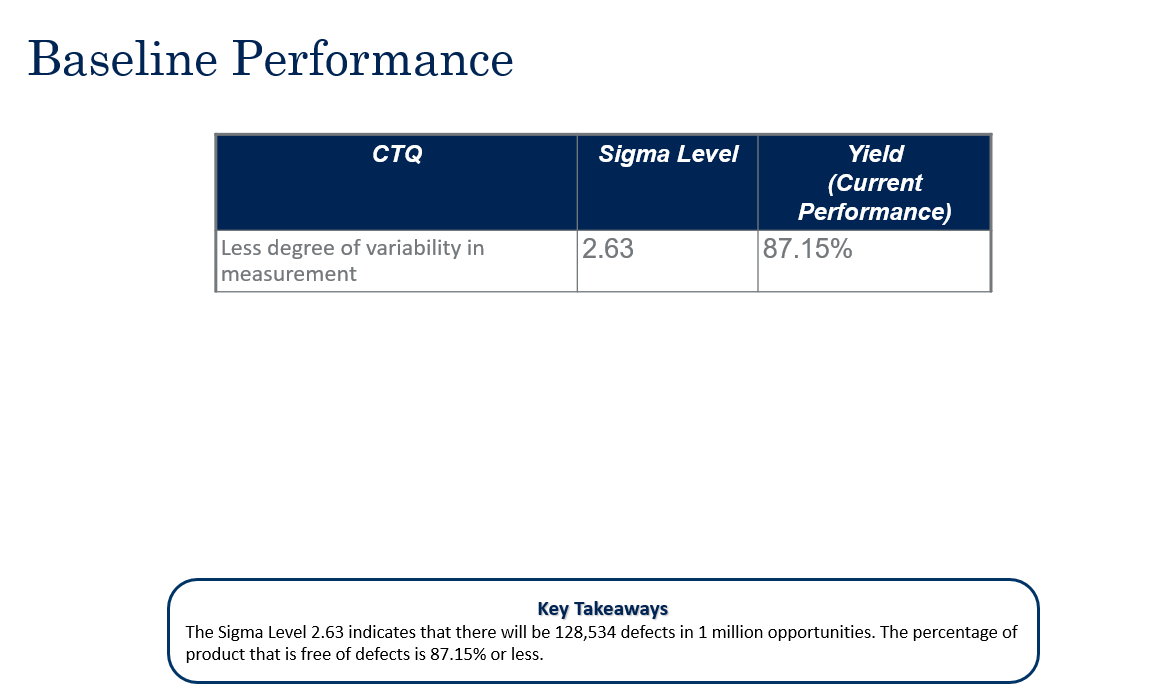 Baseline Performance
CTQ
Sigma Level
Yield
(Current
Performance)
Less degree of variability in
measurement
2.63
87.15%
Key Takeaways
The Sigma Level 2.63 indicates that there will be 128,534 defects in 1 million opportunities. The percentage of
product that is free of defects is 87.15% or less.